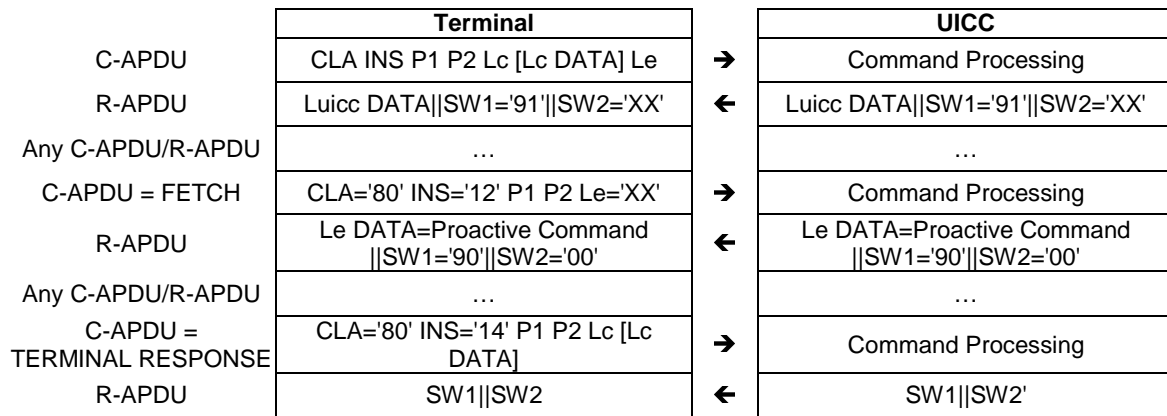 Terminal UICC
C-APDU CLA INS P1 P2 Lc [Lc DATA] Le → Command Processing
R-APDU Luicc DATA||SW1='91'||SW2='XX' ← Luicc DATA||SW1='91'||SW2='XX'
Any C-APDU/R-APDU … …
C-APDU = FETCH CLA='80' INS='12' P1 P2 Le='XX' → Command Processing
R-APDU Le DATA=Proactive Command ← Le DATA=Proactive Command
||SW1='90'||SW2='00' ||SW1='90'||SW2='00'
Any C-APDU/R-APDU … …
C-APDU = CLA='80' INS='14' P1 P2 Lc [Lc → Command Processing
TERMINAL RESPONSE DATA]
R-APDU SW1||SW2 ← SW1||SW2'